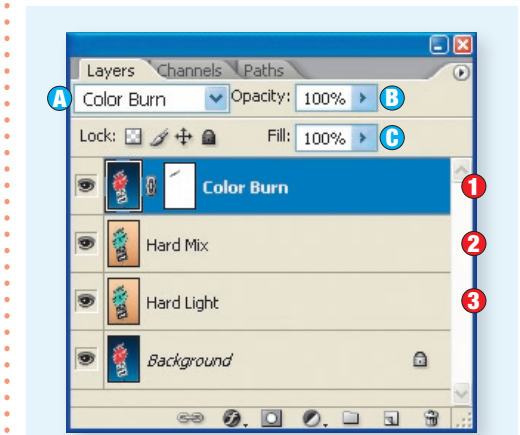 Layers Channels Paths
A Color Burn Opacity: 100% B
Lock: Fill: 100% C
Color Burn 1
Hard Mix 2
Hard Light 3
Background